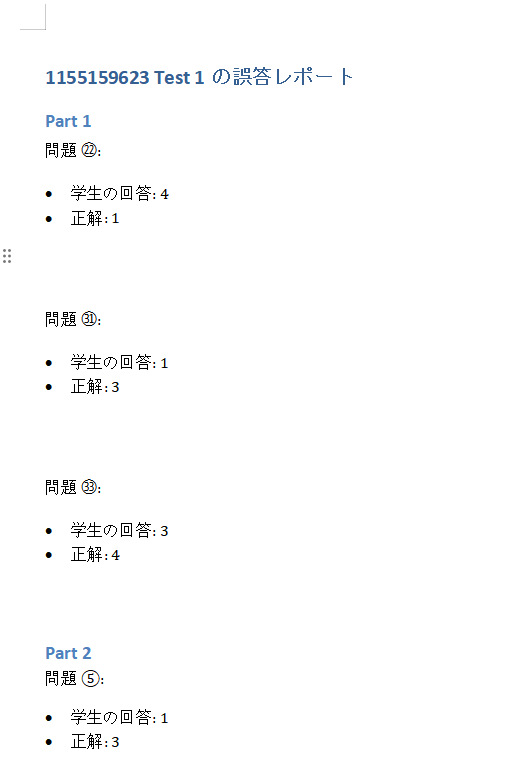 1155159623 Test 1 の誤答レポート
Part 1
問題 ㉒:
• 学生の回答: 4
• 正解: 1
問題 ㉛:
• 学生の回答: 1
• 正解: 3
問題 ㉝:
• 学生の回答: 3
• 正解: 4
Part 2
問題 ⑤:
• 学生の回答: 1
• 正解: 3